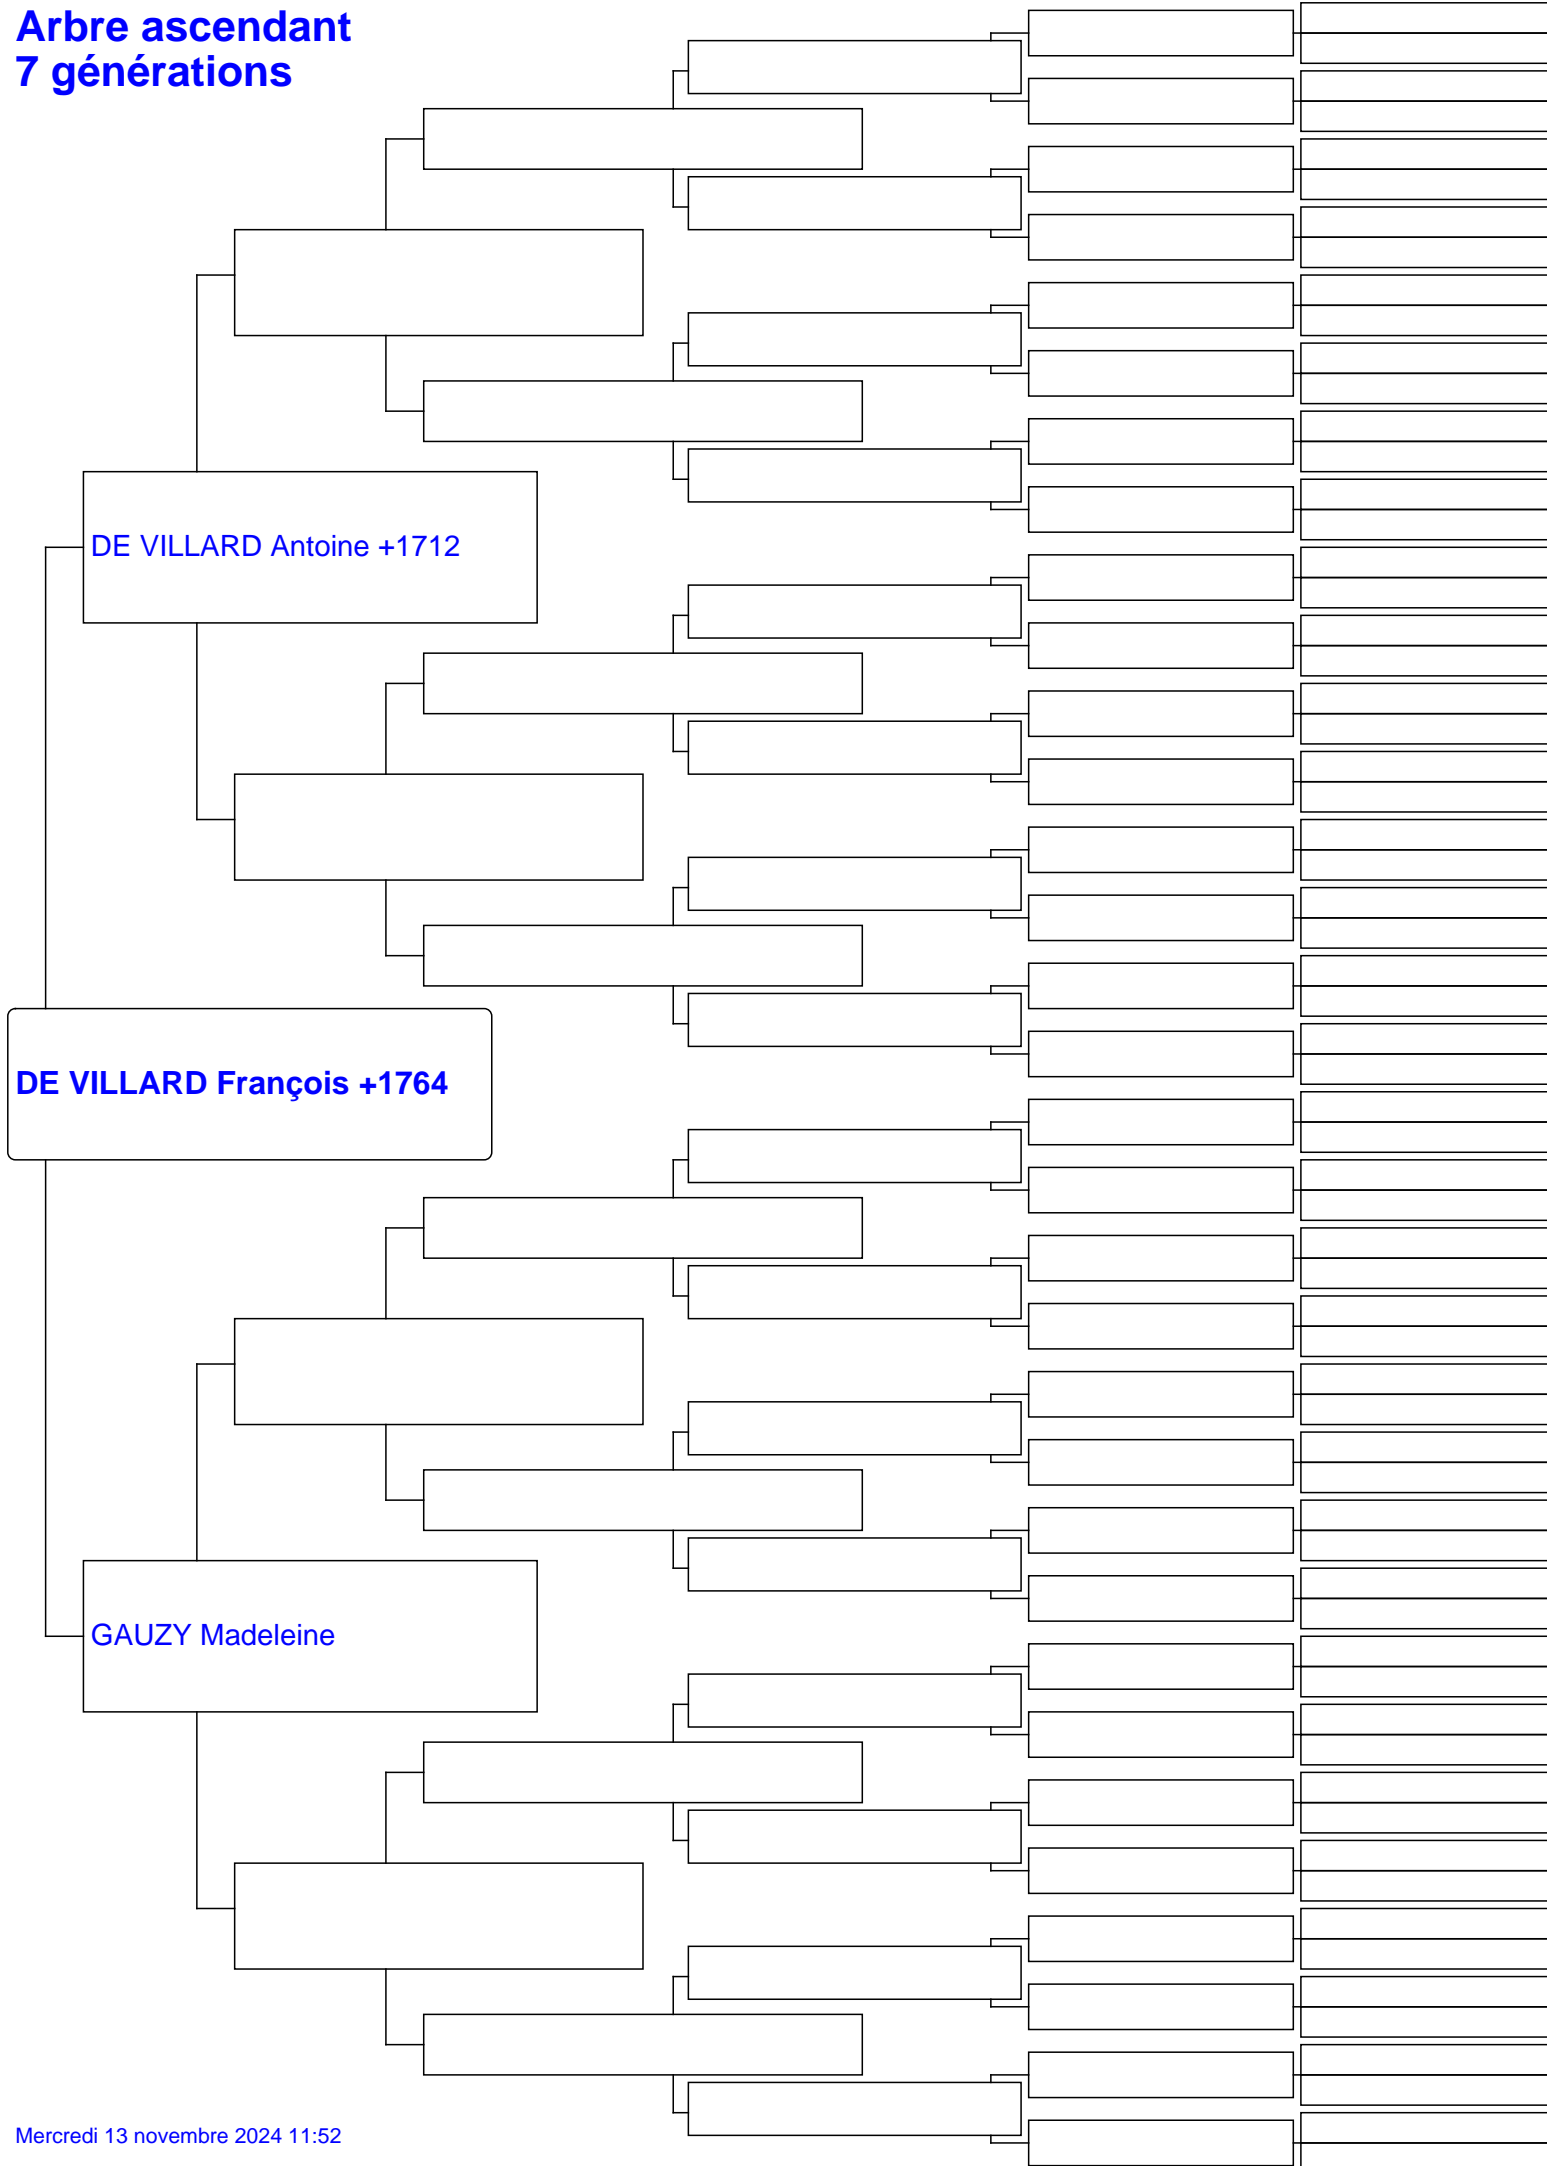 Arbre ascendant
7 générations
DE VILLARD Antoine +1712
DE VILLARD François +1764
GAUZY Madeleine
Mercredi 13 novembre 2024 11:52